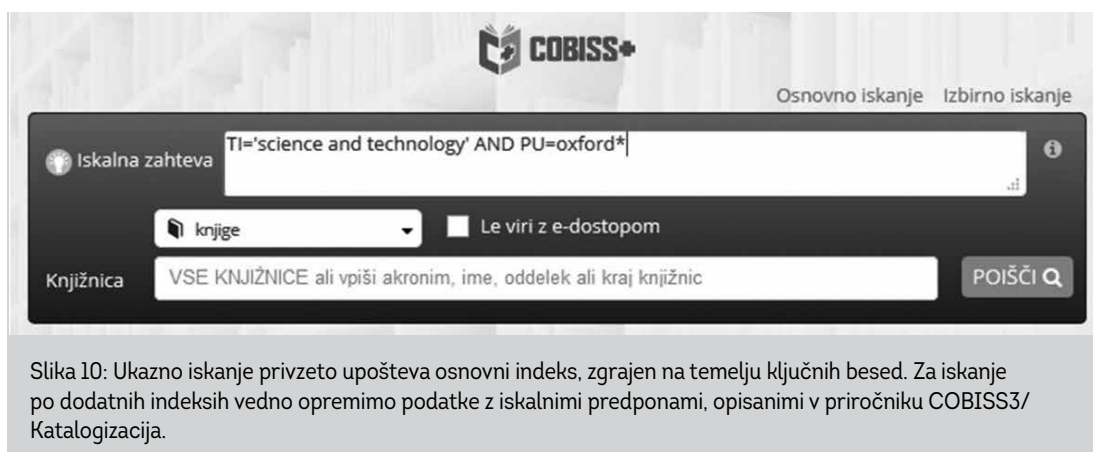 COBISS+
Osnovno iskanje Izbirno iskanje
Iskalna zahteva TI='science and technology' AND PU=oxford*
knjige Le viri z e-dostopom
Knjižnica VSE KNJIŽNICE ali vpiši akronim, ime, oddelek ali kraj knjižnic POIŠČI
Slika 10: Ukazno iskanje privzeto upošteva osnovni indeks, zgrajen na temelju ključnih besed. Za iskanje
po dodatnih indeksih vedno opremimo podatke z iskalnimi predponami, opisanimi v priročniku COBISS3/
Katalogizacija.